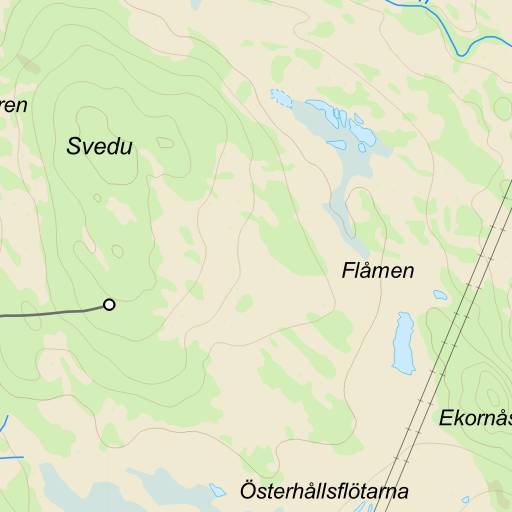 ren
Svedu
Flåmen
Ekornås
Österhållsflötarna